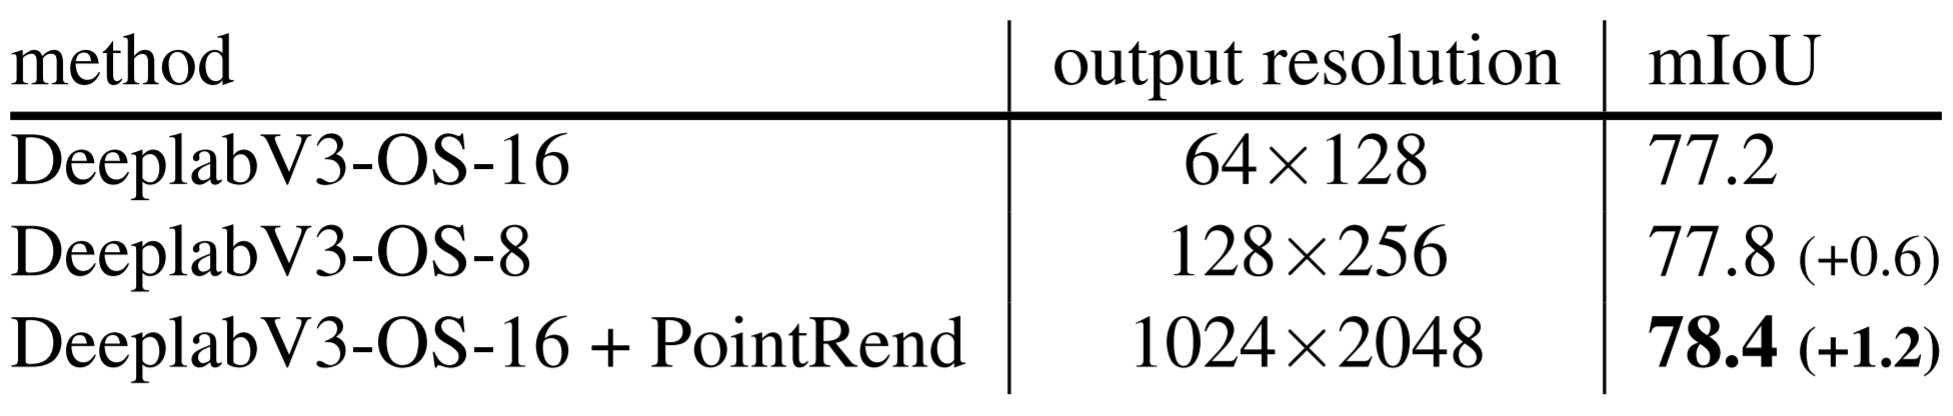 method output resolution mIoU
DeeplabV3-OS-16 64×128 77.2
DeeplabV3-OS-8 128×256 77.8 (+0.6)
DeeplabV3-OS-16 + PointRend 1024×2048 78.4 (+1.2)